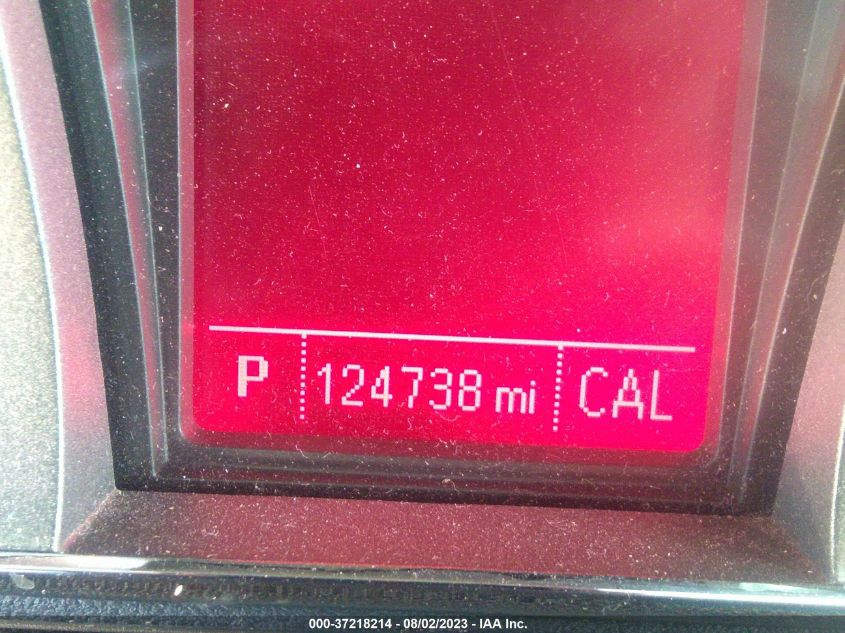 P 124738 mi CAL
000-37218214 - 08/02/2023 - IAA Inc.